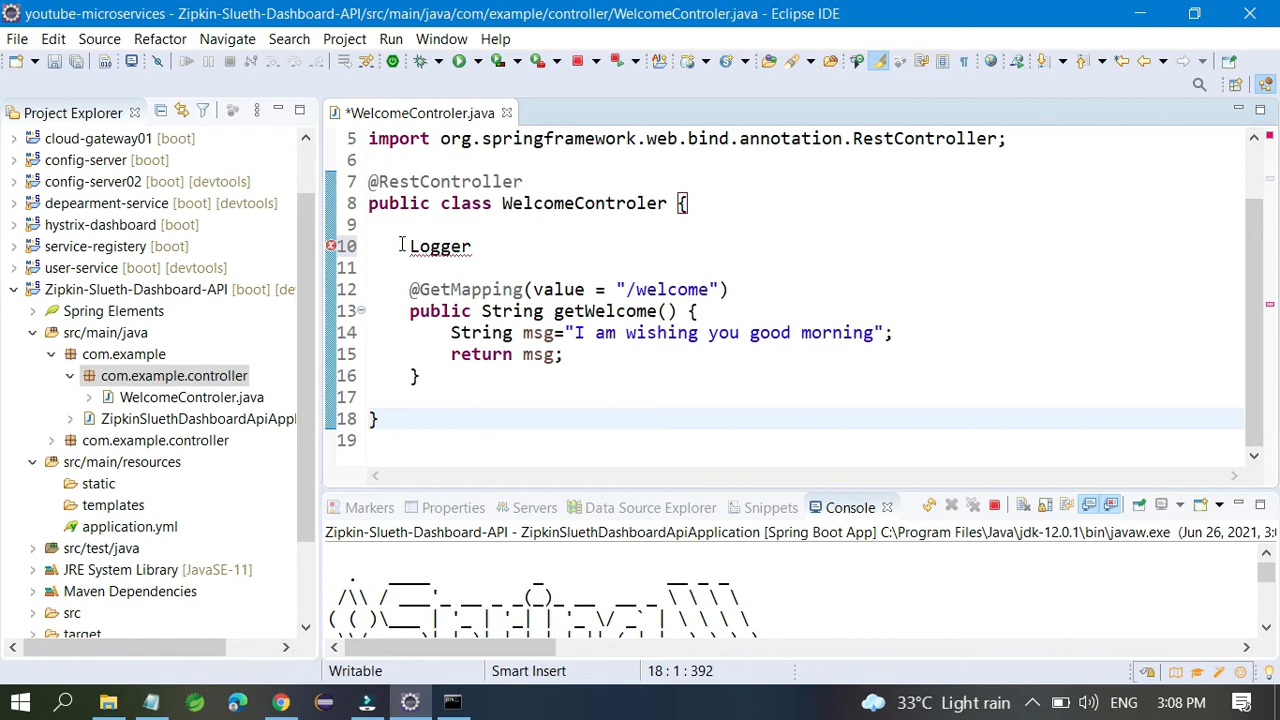 youtube-microservices - Zipkin-Slueth-Dashboard-API/src/main/java/com/example/controller/WelcomeControler.java - Eclipse IDE
File Edit Source Refactor Navigate Search Project Run Window Help
Project Explorer
*WelcomeControler.java
cloud-gateway01 [boot]
config-server [boot]
config-server02 [boot] [devtools]
depearment-service [boot] [devtools]
hystrix-dashboard [boot]
service-registery [boot]
user-service [boot] [devtools]
Zipkin-Slueth-Dashboard-API [boot] [de
Spring Elements
src/main/java
com.example
com.example.controller
WelcomeControler.java
ZipkinSluethDashboardApiAppl
com.example.controller
src/main/resources
static
templates
application.yml
src/test/java
JRE System Library [JavaSE-11]
Maven Dependencies
src
target
5 import org.springframework.web.bind.annotation.RestController;
6
7 @RestController
8 public class WelcomeControler {
9
10 Logger
11
12 @GetMapping(value = "/welcome")
13 public String getWelcome() {
14 String msg="I am wishing you good morning";
15 return msg;
16 }
17
18 }
19
Markers Properties Servers Data Source Explorer Snippets Console
Zipkin-Slueth-Dashboard-API - ZipkinSluethDashboardApiApplication [Spring Boot App] C:\Program Files\Java\jdk-12.0.1\bin\javaw.exe (Jun 26, 2021, 3:0
Writable Smart Insert 18 : 1 : 392
33°C Light rain ENG 3:08 PM